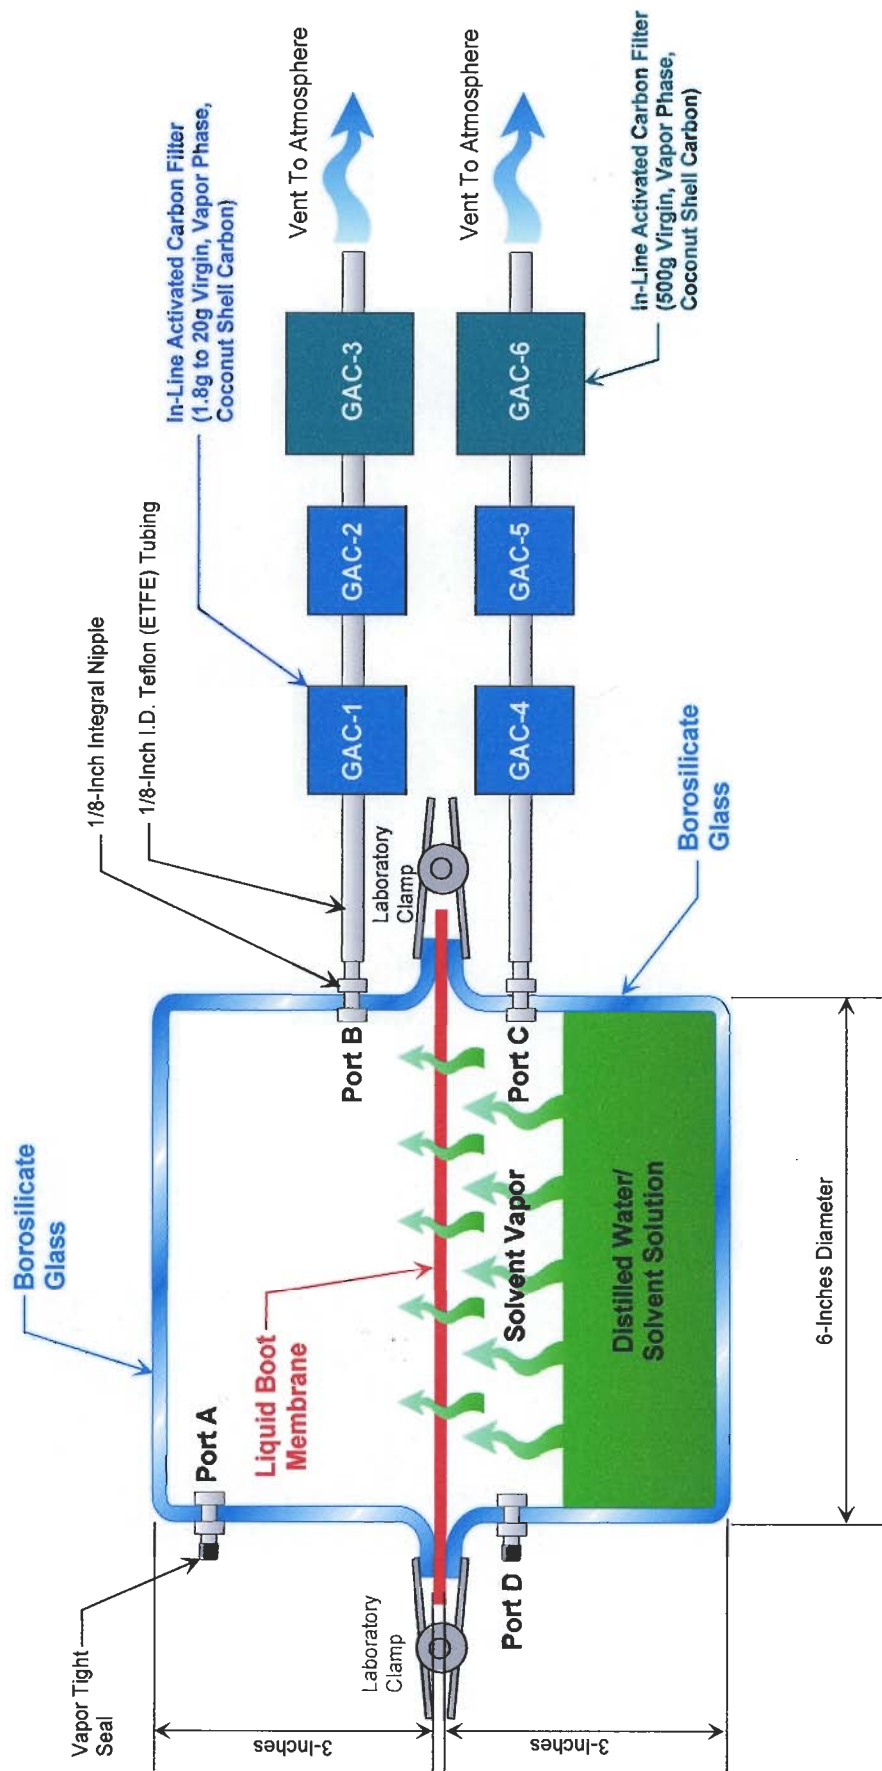 Vapor Tight
Seal
Port A
Borosilicate
Glass
Liquid Boot
Membrane
Laboratory
Clamp
Port D
3-Inches
3-Inches
Solvent Vapor
Distilled Water/
Solvent Solution
6-Inches Diameter
Port B
Port C
Laboratory
Clamp
Borosilicate
Glass
1/8-Inch Integral Nipple
1/8-Inch I.D. Teflon (ETFE) Tubing
In-Line Activated Carbon Filter
(1.8g to 20g Virgin, Vapor Phase,
Coconut Shell Carbon)
GAC-1
GAC-2
GAC-3
Vent To Atmosphere
GAC-4
GAC-5
GAC-6
Vent To Atmosphere
In-Line Activated Carbon Filter
(500g Virgin, Vapor Phase,
Coconut Shell Carbon)